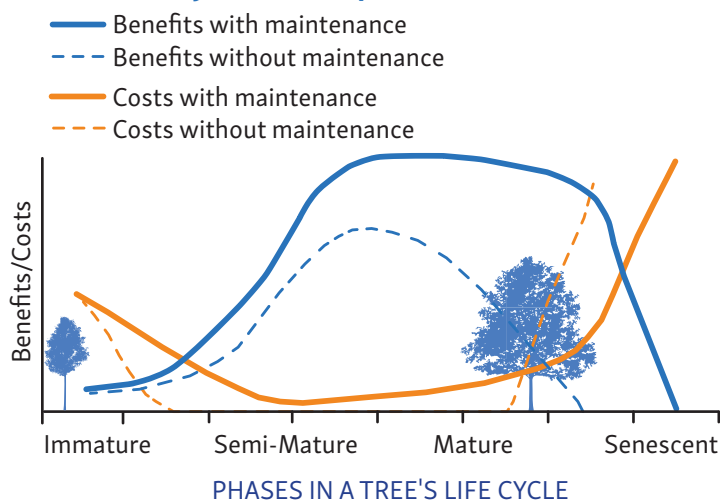 Benefits with maintenance
Benefits without maintenance
Costs with maintenance
Costs without maintenance
Benefits/Costs
Immature
Semi-Mature
Mature
Senescent
PHASES IN A TREE'S LIFE CYCLE